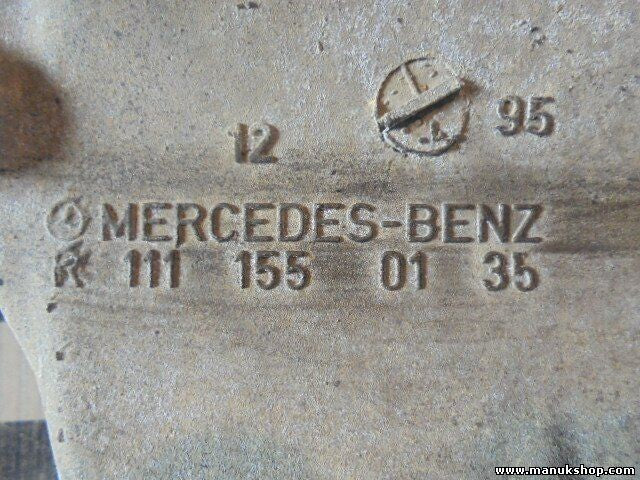 12 95
MERCEDES-BENZ
R 111 155 01 35
www.manukshop.com